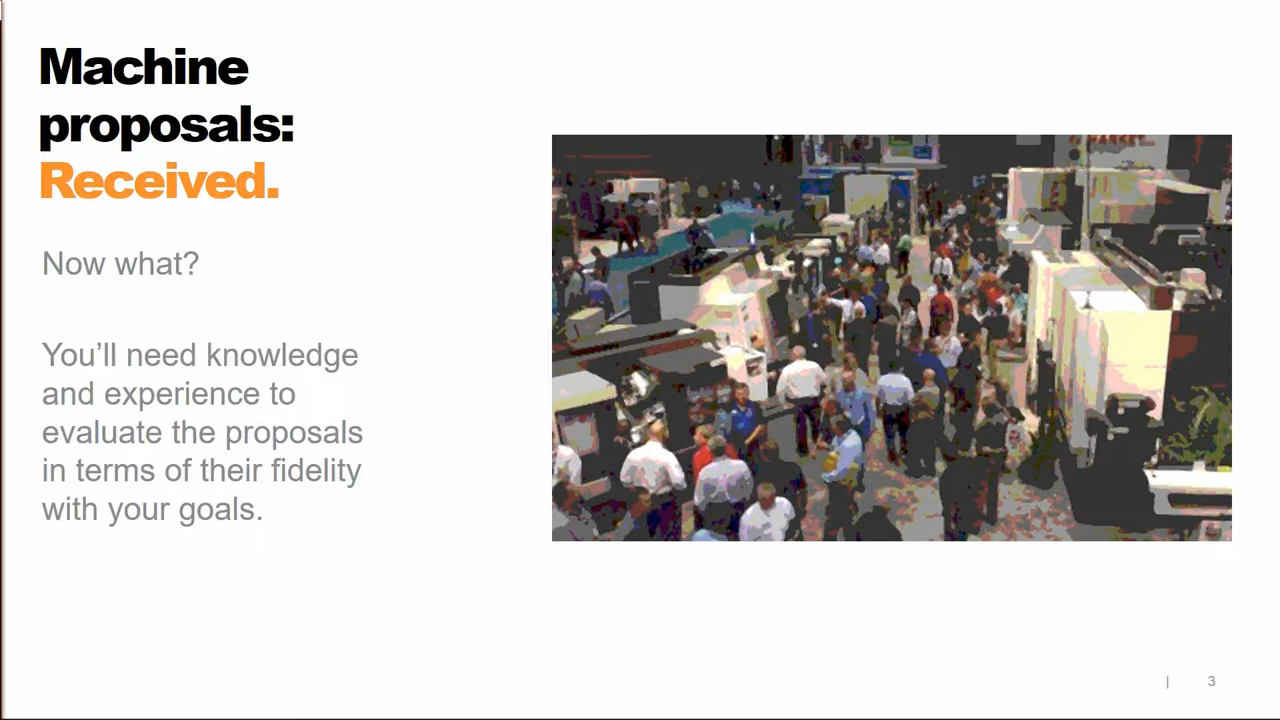 Machine
proposals:
Received.
Now what?
You’ll need knowledge
and experience to
evaluate the proposals
in terms of their fidelity
with your goals.
| 3